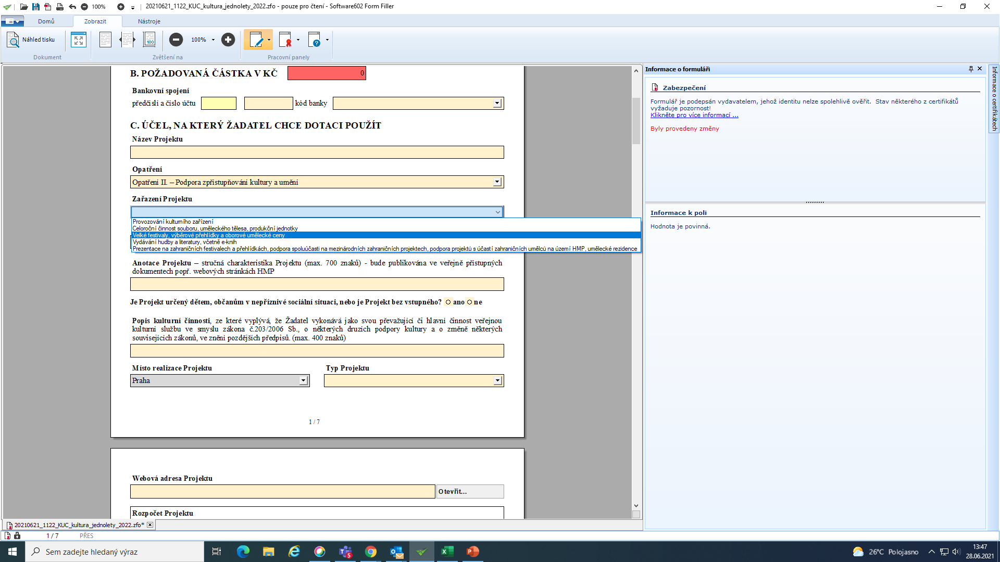 100%
20210621_1122_KUC_kultura_jednolety_2022.zfo - pouze pro čtení - Software602 Form Filler
Domů
Zobrazit
Nástroje
Náhled tisku
100
100%
Dokument
Zvětšení na
Pracovní panely
B. POŽADOVANÁ ČÁSTKA V KČ
0
Bankovní spojení
předčíslí a číslo účtu
kód banky
C. ÚČEL, NA KTERÝ ŽADATEL CHCE DOTACI POUŽÍT
Název Projektu
Opatření
Opatření II. – Podpora zpřístupňování kultury a umění
Zařazení Projektu
Provozování kulturního zařízení
Celoroční činnost souboru, uměleckého tělesa, produkční jednotky
Velké festivaly, výběrové přehlídky a oborové umělecké ceny
Vydávání hudby a literatury, včetně e-knih
Prezentace na zahraničních festivalech a přehlídkách, podpora spoluúčasti na mezinárodních zahraničních projektech, podpora projektů s účastí zahraničních umělců na území HMP, umělecké rezidence
Anotace Projektu – stručná charakteristika Projektu (max. 700 znaků) - bude publikována ve veřejně přístupných
dokumentech popř. webových stránkách HMP
Je Projekt určený dětem, občanům v nepříznivé sociální situaci, nebo je Projekt bez vstupného? ano ne
Popis kulturní činnosti, ze které vyplývá, že Žadatel vykonává jako svou převažující či hlavní činnost veřejnou
kulturní službu ve smyslu zákona č.203/2006 Sb., o některých druzích podpory kultury a o změně některých
souvisejících zákonů, ve znění pozdějších předpisů. (max. 400 znaků)
Místo realizace Projektu
Typ Projektu
Praha
1 / 7
Webová adresa Projektu
Otevřít...
Rozpočet Projektu
Informace o formuláři
Zabezpečení
Formulář je podepsán vydavatelem, jehož identitu nelze spolehlivě ověřit. Stav některého z certifikátů
vyžaduje pozornost!
Klikněte pro více informací ...
Byly provedeny změny
Informace k poli
Hodnota je povinná.
Informace o certifikátech
20210621_1122_KUC_kultura_jednolety_2022.zfo*
1 / 7
PŘES
Sem zadejte hledaný výraz
5
26°C Polojasno
13:47
28.06.2021